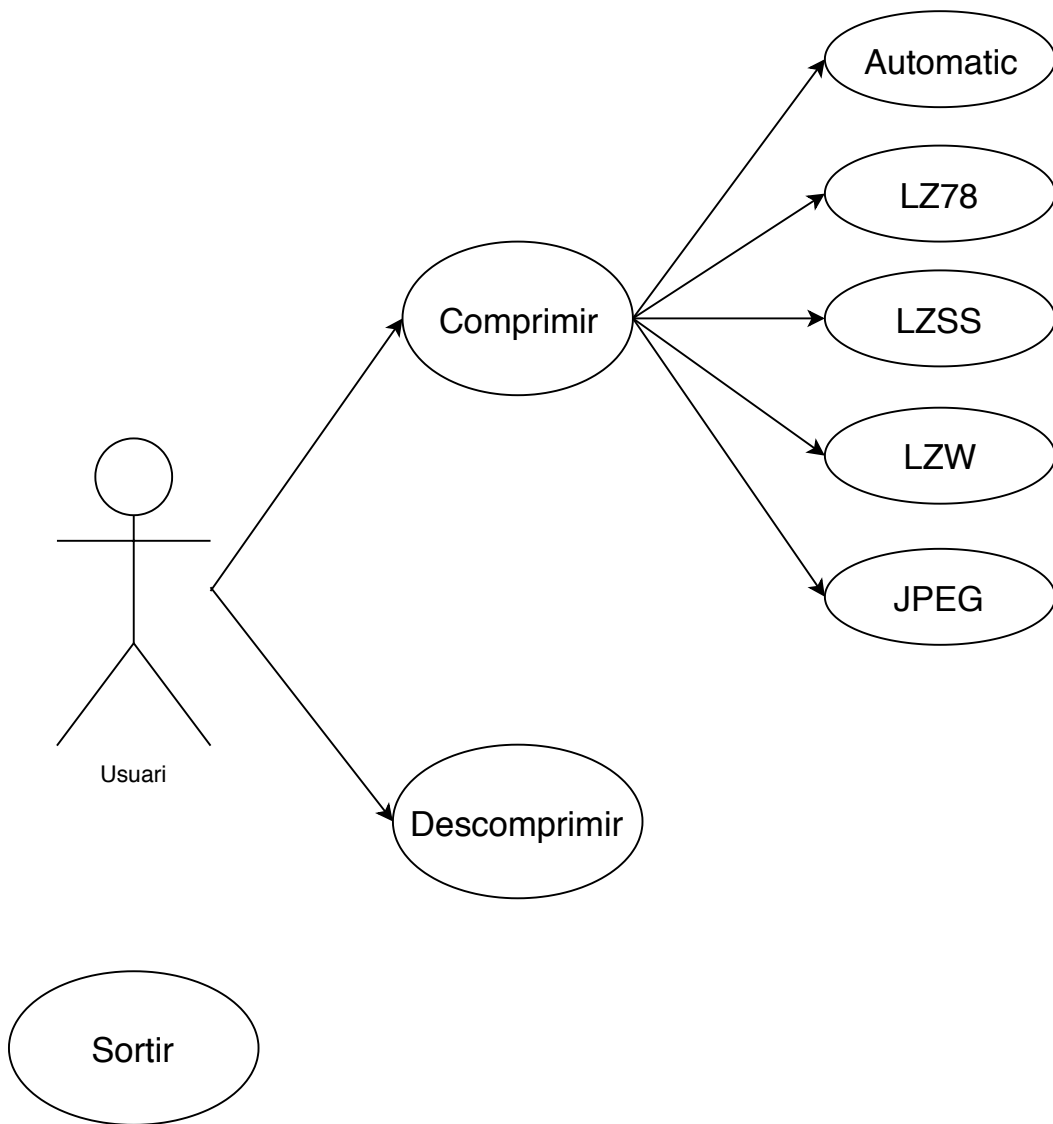 Automatic
LZ78
Comprimir
LZSS
LZW
JPEG
Usuari
Descomprimir
Sortir